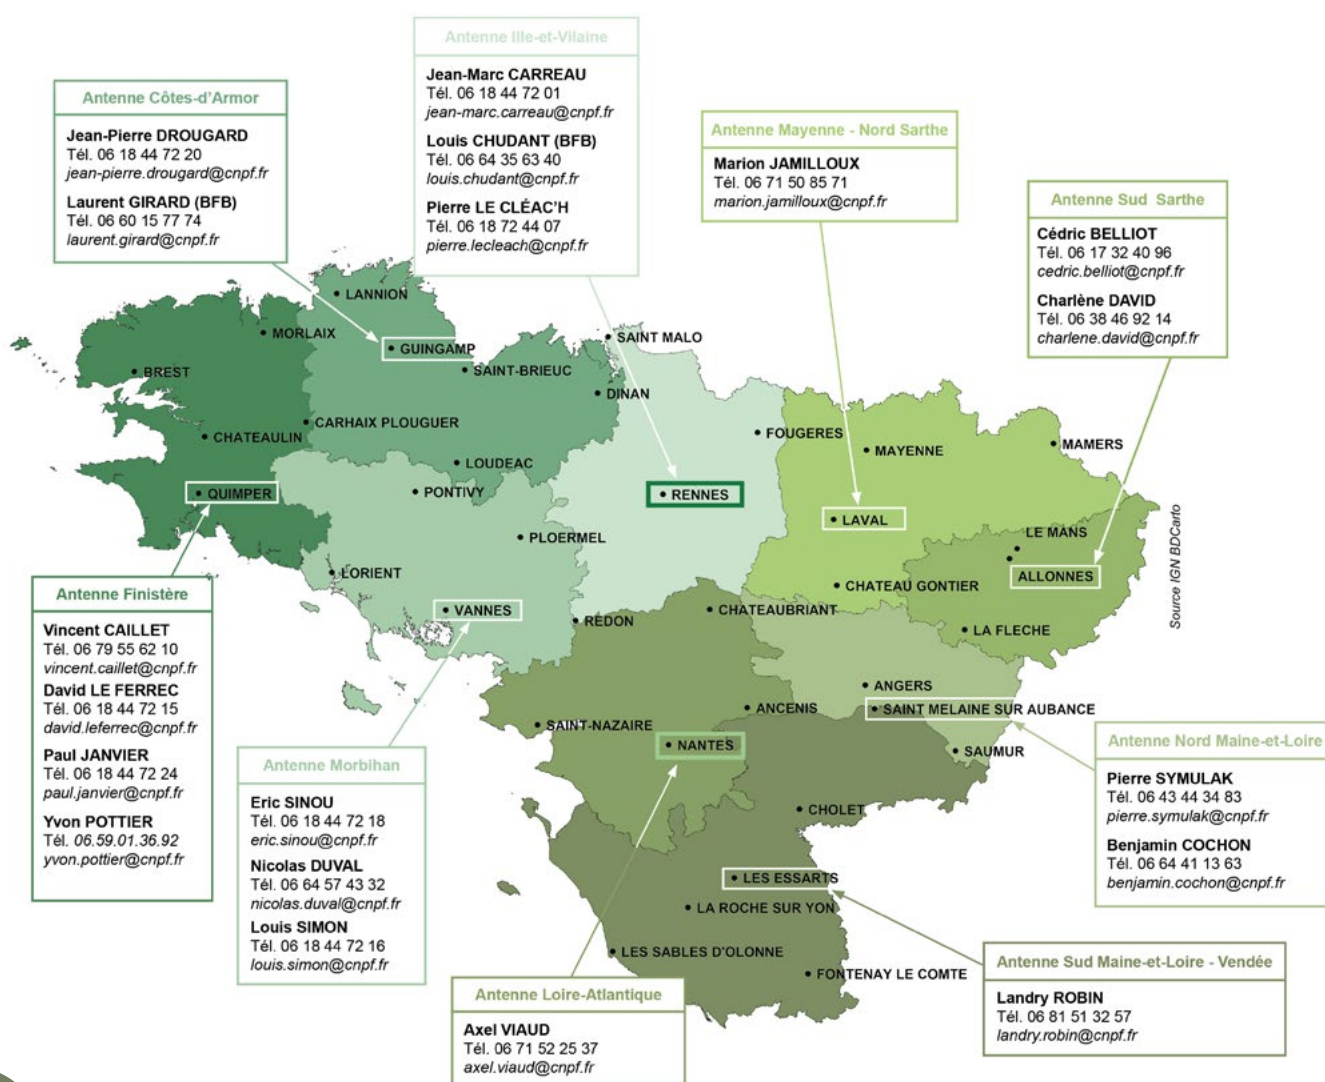 Antenne Ille-et-Vilaine
Jean-Marc CARREAU
Tél. 06 18 44 72 01
jean-marc.carreau@cnpf.fr
Louis CHUDANT (BFB)
Tél. 06 64 35 63 40
louis.chudant@cnpf.fr
Pierre LE CLÉAC'H
Tél. 06 18 72 44 07
pierre.lecleach@cnpf.fr
Antenne Côtes-d'Armor
Jean-Pierre DROUGARD
Tél. 06 18 44 72 20
jean-pierre.drougard@cnpf.fr
Laurent GIRARD (BFB)
Tél. 06 60 15 77 74
laurent.girard@cnpf.fr
Antenne Mayenne - Nord Sarthe
Marion JAMILLOUX
Tél. 06 71 50 85 71
marion.jamilloux@cnpf.fr
Antenne Sud Sarthe
Cédric BELLIOT
Tél. 06 17 32 40 96
cedric.belliot@cnpf.fr
Charlène DAVID
Tél. 06 38 46 92 14
charlene.david@cnpf.fr
LANNION
MORLAIX
GUINGAMP
SAINT MALO
BREST
SAINT-BRIEUC
DINAN
CARHAIX PLOUGUER
CHATEAULIN
FOUGERES
MAYENNE
MAMERS
LOUDEAC
QUIMPER
PONTIVY
RENNES
LAVAL
PLOERMEL
LE MANS
LORIENT
ALLONNES
CHATEAU GONTIER
VANNES
CHATEAUBRIANT
REDON
LA FLECHE
Source IGN BDCarto
ANGERS
ANCENIS
SAINT MELAINE SUR AUBANCE
SAINT-NAZAIRE
NANTES
SAUMUR
CHOLET
LES ESSARTS
LA ROCHE SUR YON
LES SABLES D'OLONNE
FONTENAY LE COMTE
Antenne Finistère
Vincent CAILLET
Tél. 06 79 55 62 10
vincent.caillet@cnpf.fr
David LE FERREC
Tél. 06 18 44 72 15
david.leferrec@cnpf.fr
Paul JANVIER
Tél. 06 18 44 72 24
paul.janvier@cnpf.fr
Yvon POTTIER
Tél. 06.59.01.36.92
yvon.pottier@cnpf.fr
Antenne Morbihan
Eric SINOU
Tél. 06 18 44 72 18
eric.sinou@cnpf.fr
Nicolas DUVAL
Tél. 06 64 57 43 32
nicolas.duval@cnpf.fr
Louis SIMON
Tél. 06 18 44 72 16
louis.simon@cnpf.fr
Antenne Nord Maine-et-Loire
Pierre SYMULAK
Tél. 06 43 44 34 83
pierre.symulak@cnpf.fr
Benjamin COCHON
Tél. 06 64 41 13 63
benjamin.cochon@cnpf.fr
Antenne Sud Maine-et-Loire - Vendée
Landry ROBIN
Tél. 06 81 51 32 57
landry.robin@cnpf.fr
Antenne Loire-Atlantique
Axel VIAUD
Tél. 06 71 52 25 37
axel.viaud@cnpf.fr